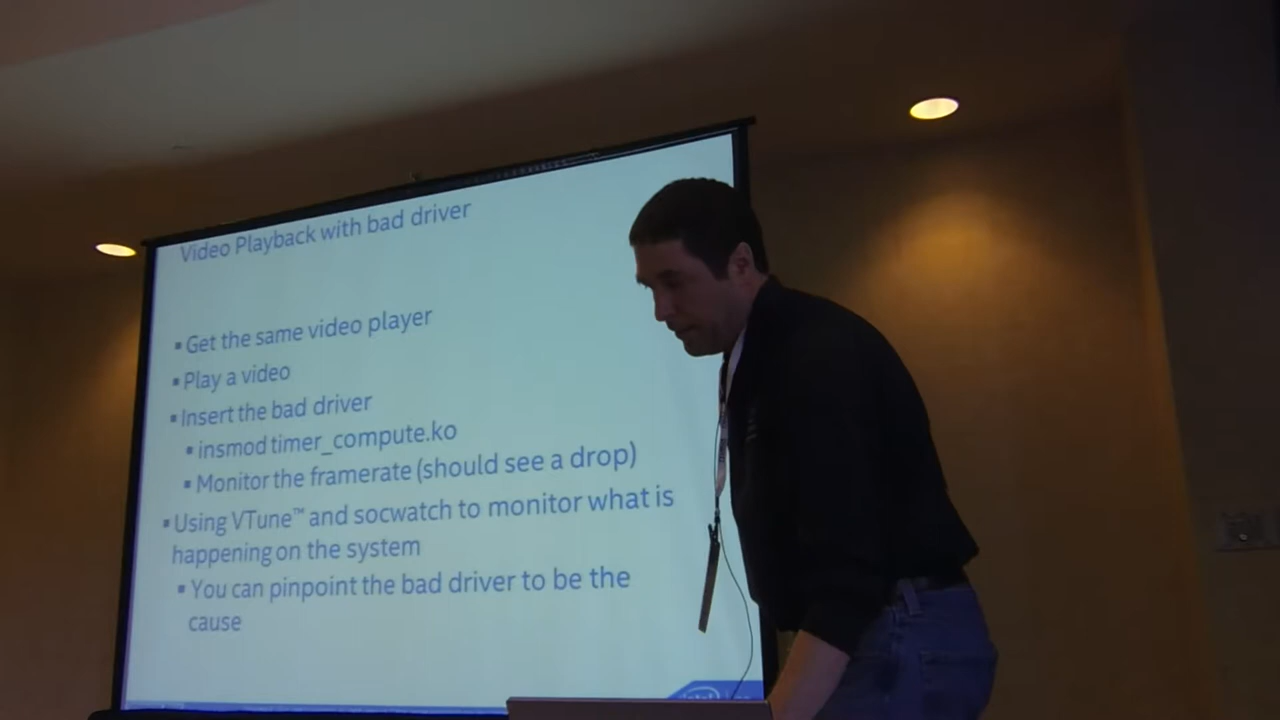 Video Playback with bad driver
▪ Get the same video player
▪ Play a video
▪ Insert the bad driver
▪ insmod timer_compute.ko
▪ Monitor the framerate (should see a drop)
▪ Using VTune™ and socwatch to monitor what is
happening on the system
▪ You can pinpoint the bad driver to be the
cause
intel